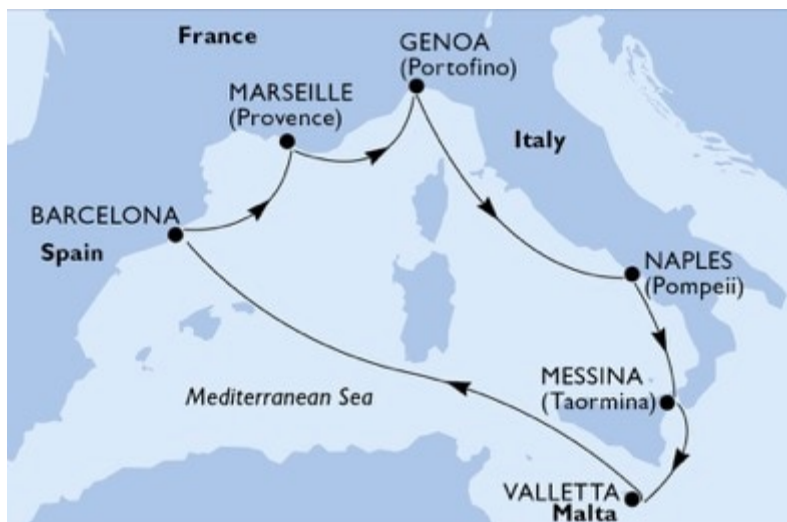 France
GENOA
(Portofino)
MARSEILLE
(Provence)
Italy
BARCELONA
Spain
NAPLES
(Pompeii)
MESSINA
(Taormina)
Mediterranean Sea
VALLETTA
Malta